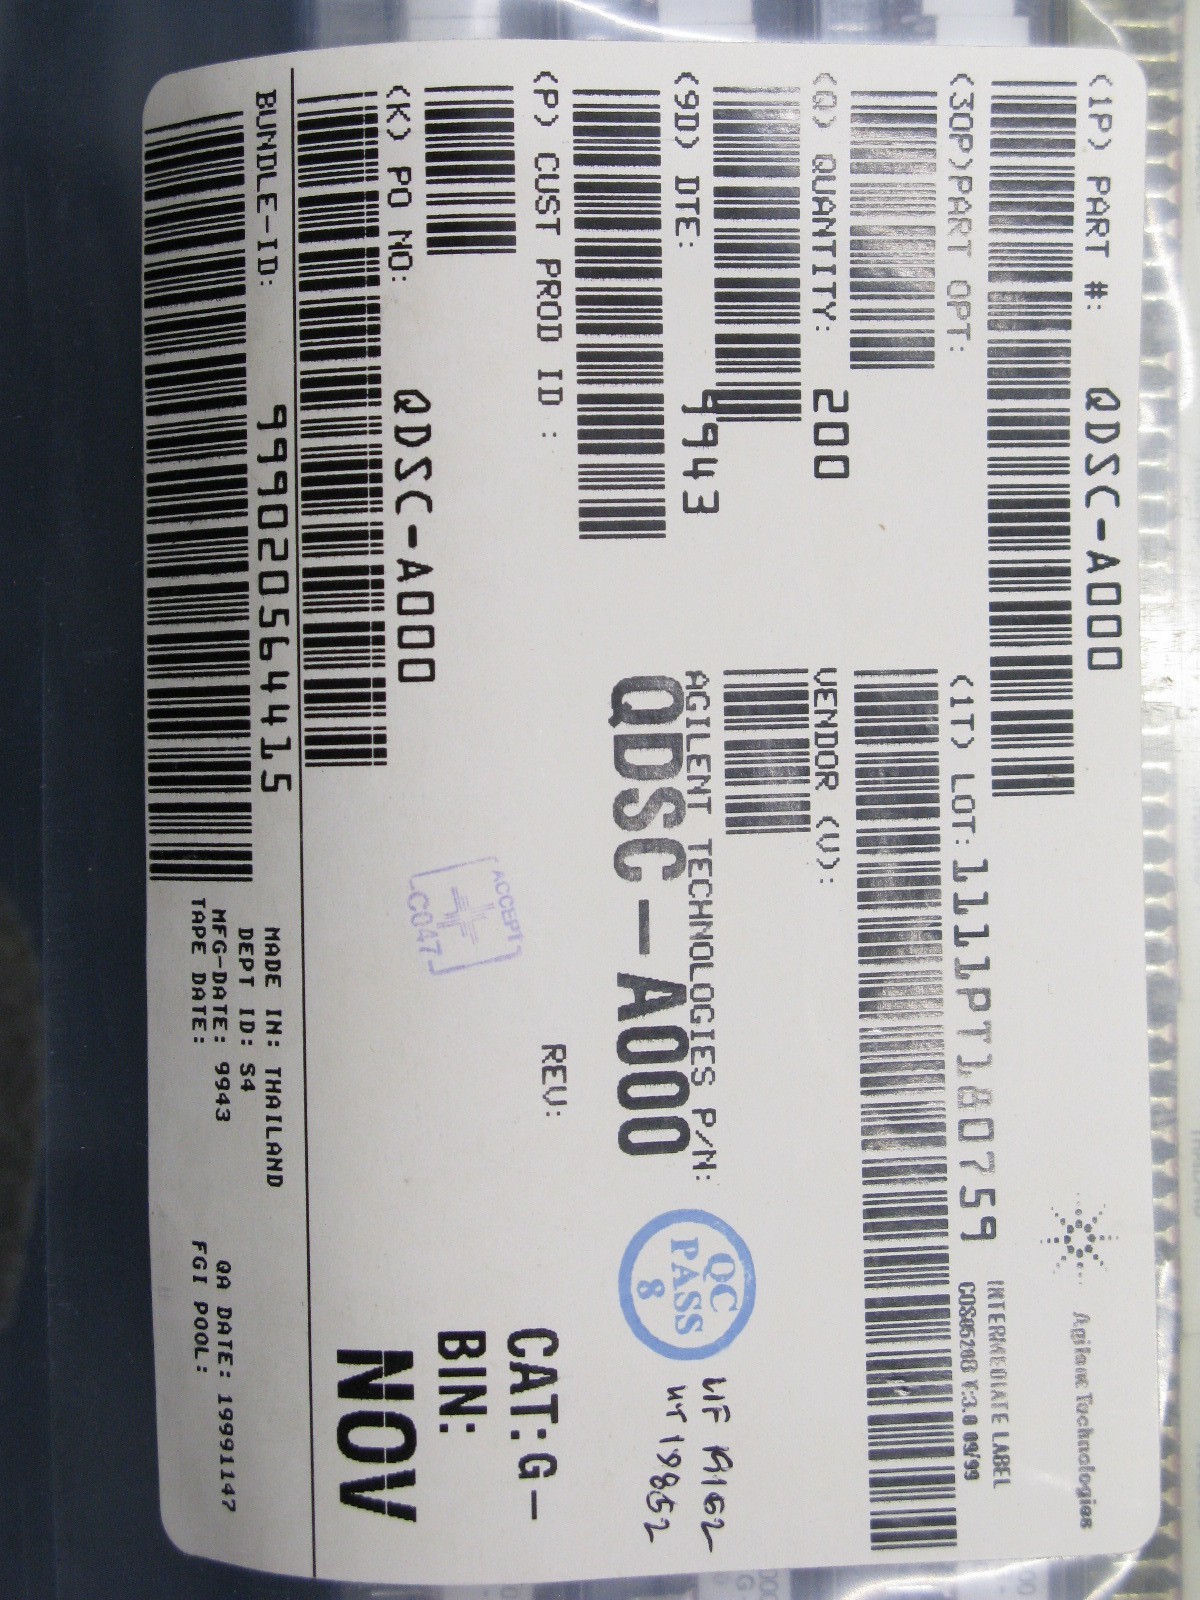 (1P) PART #: QDSC-A000
Agilent Technologies
(3OP)PART OPT:
(1T) LOT: 1111PT180759
INTERMEDIATE LABEL
(Q) QUANTITY: 200
VENDOR (V):
(9D) DTE: 9943
AGILENT TECHNOLOGIES P/N:
QDSC-A000
QC
PASS
8
(P) CUST PROD ID :
REV:
CAT:G-
ACCEPT
C047
(K) PO NO: QDSC-A000
BIN:
NOV
BUNDLE-ID: 9990205644415
MADE IN: THAILAND
DEPT ID: S4
MFG-DATE: 9943
TAPE DATE:
QA DATE: 19991147
FGI POOL: